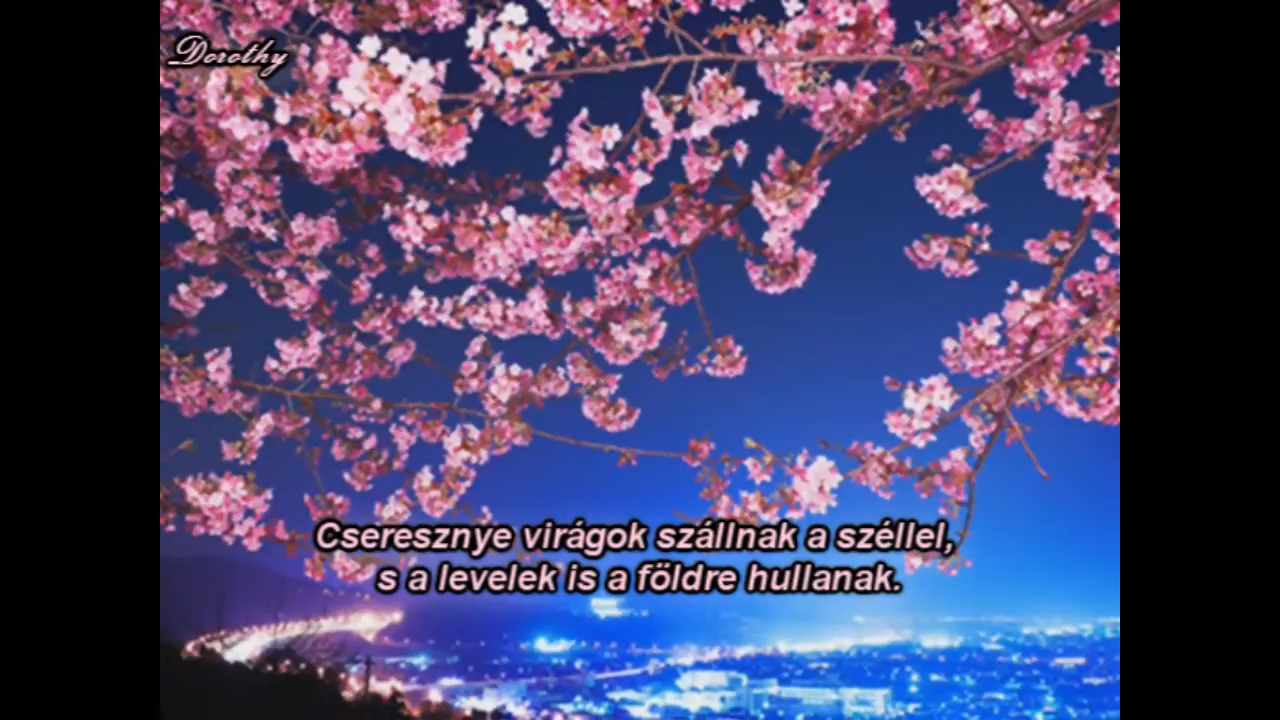 Dorothy
Cseresznye virágok szállnak a széllel,
s a levelek is a földre hullanak.